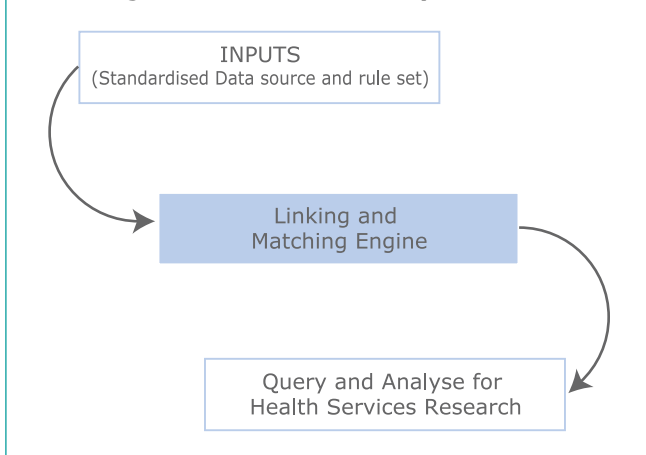 INPUTS
(Standardised Data source and rule set)
Linking and
Matching Engine
Query and Analyse for
Health Services Research